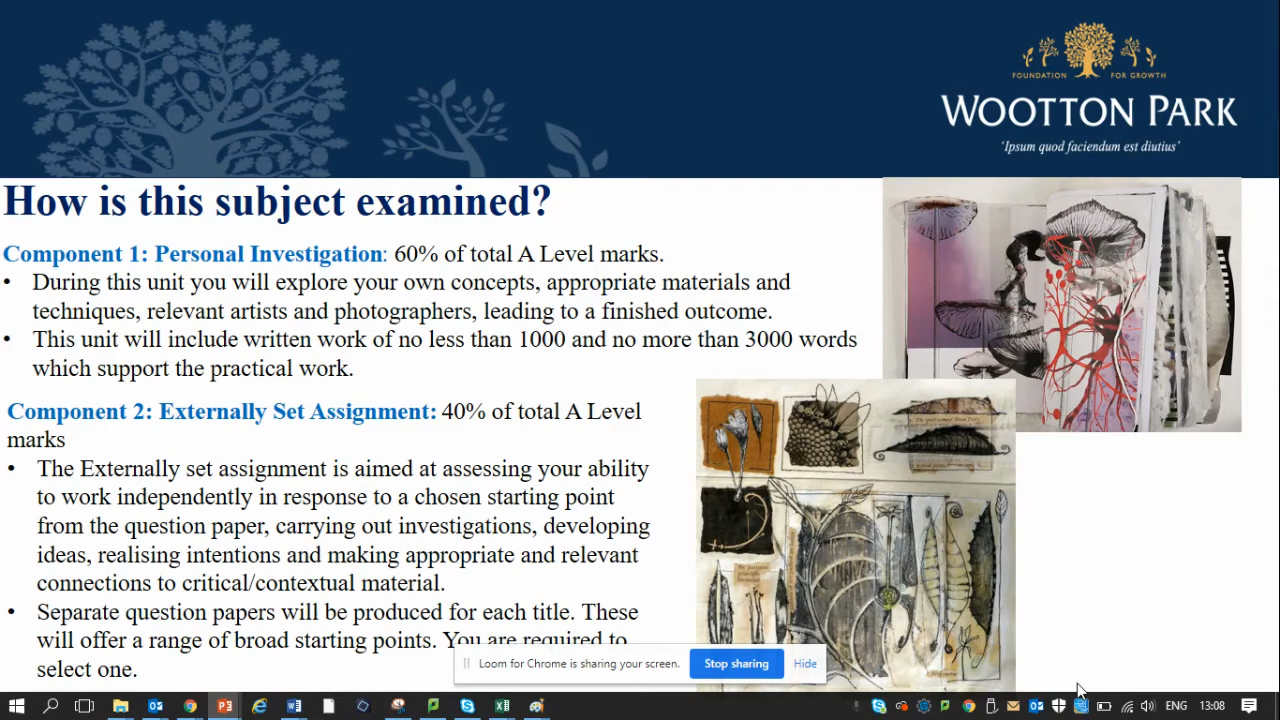 FOUNDATION FOR GROWTH
WOOTTON PARK
‘Ipsum quod faciendum est diutius’
How is this subject examined?
Component 1: Personal Investigation: 60% of total A Level marks.
• During this unit you will explore your own concepts, appropriate materials and
techniques, relevant artists and photographers, leading to a finished outcome.
• This unit will include written work of no less than 1000 and no more than 3000 words
which support the practical work.
Component 2: Externally Set Assignment: 40% of total A Level
marks
• The Externally set assignment is aimed at assessing your ability
to work independently in response to a chosen starting point
from the question paper, carrying out investigations, developing
ideas, realising intentions and making appropriate and relevant
connections to critical/contextual material.
• Separate question papers will be produced for each title. These
will offer a range of broad starting points. You are required to
select one.
Loom for Chrome is sharing your screen.
Stop sharing
Hide
ENG
13:08